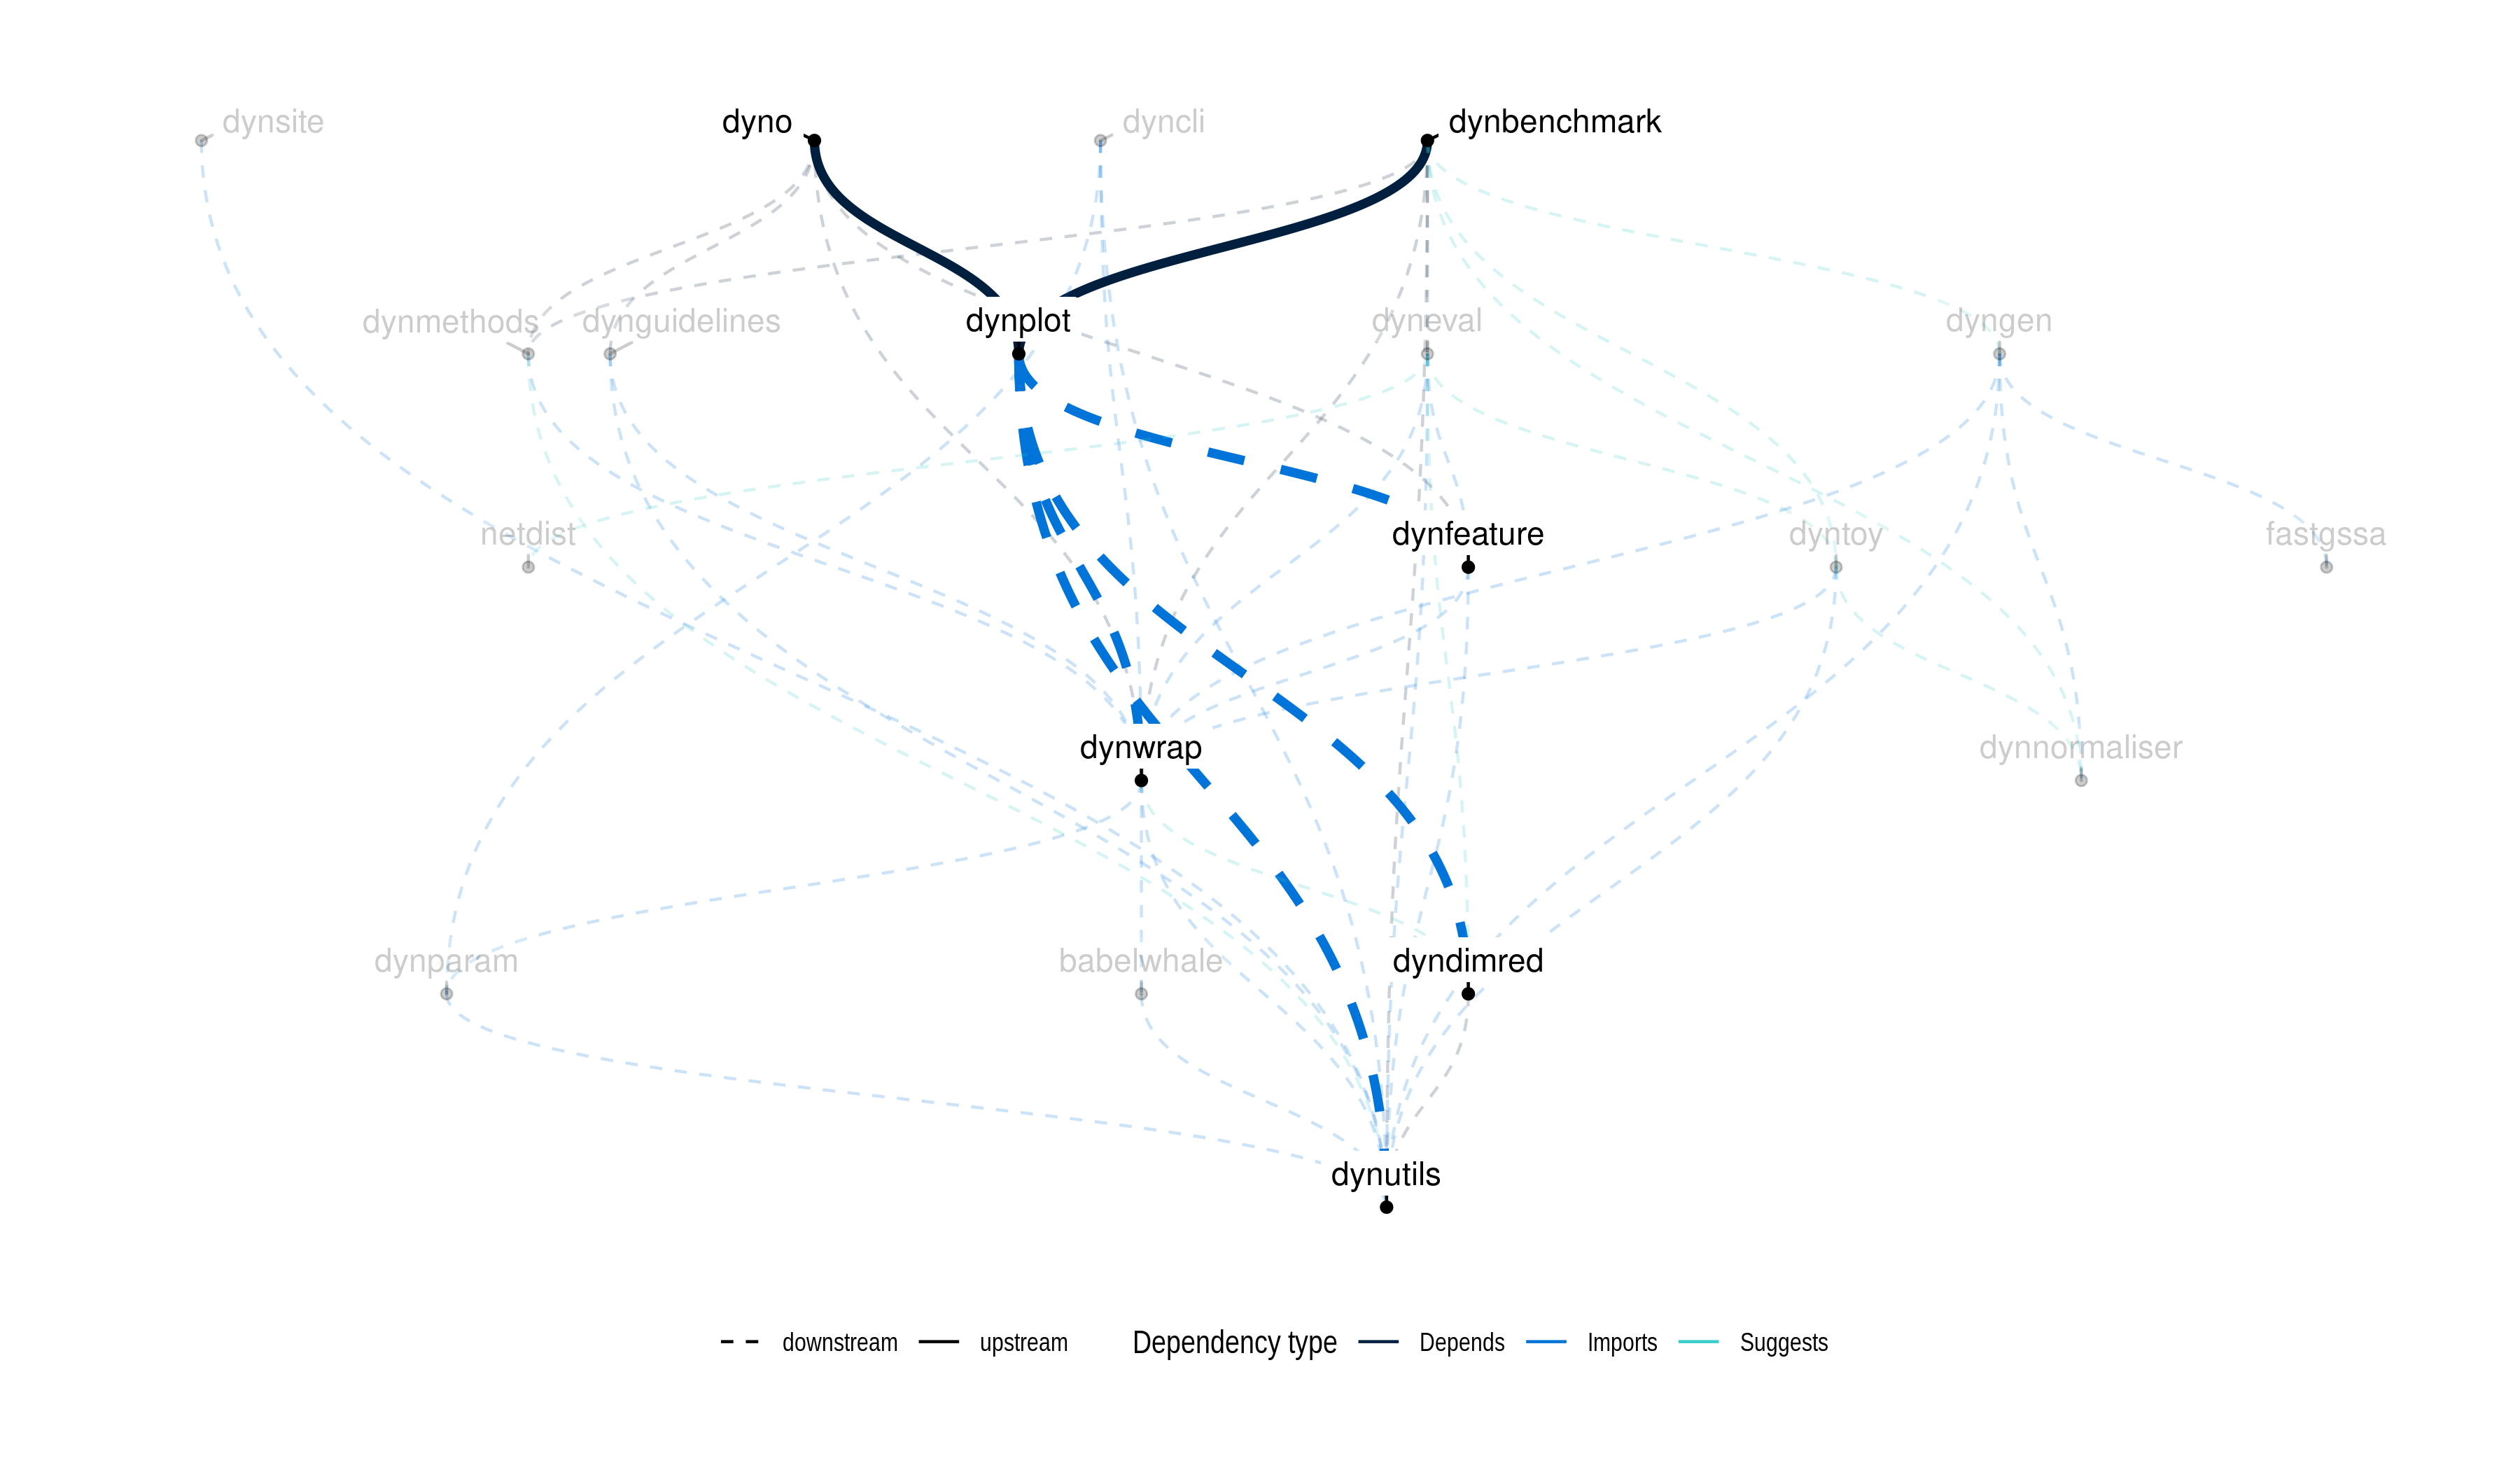 dynsite
dyno
dyncli
dynbenchmark
dynmethods
dynguidelines
dynplot
dyneval
dyngen
netdist
dynfeature
dyntoy
fastgssa
dynwrap
dynnormaliser
dynparam
babelwhale
dyndimred
dynutils
downstream upstream Dependency type Depends Imports Suggests